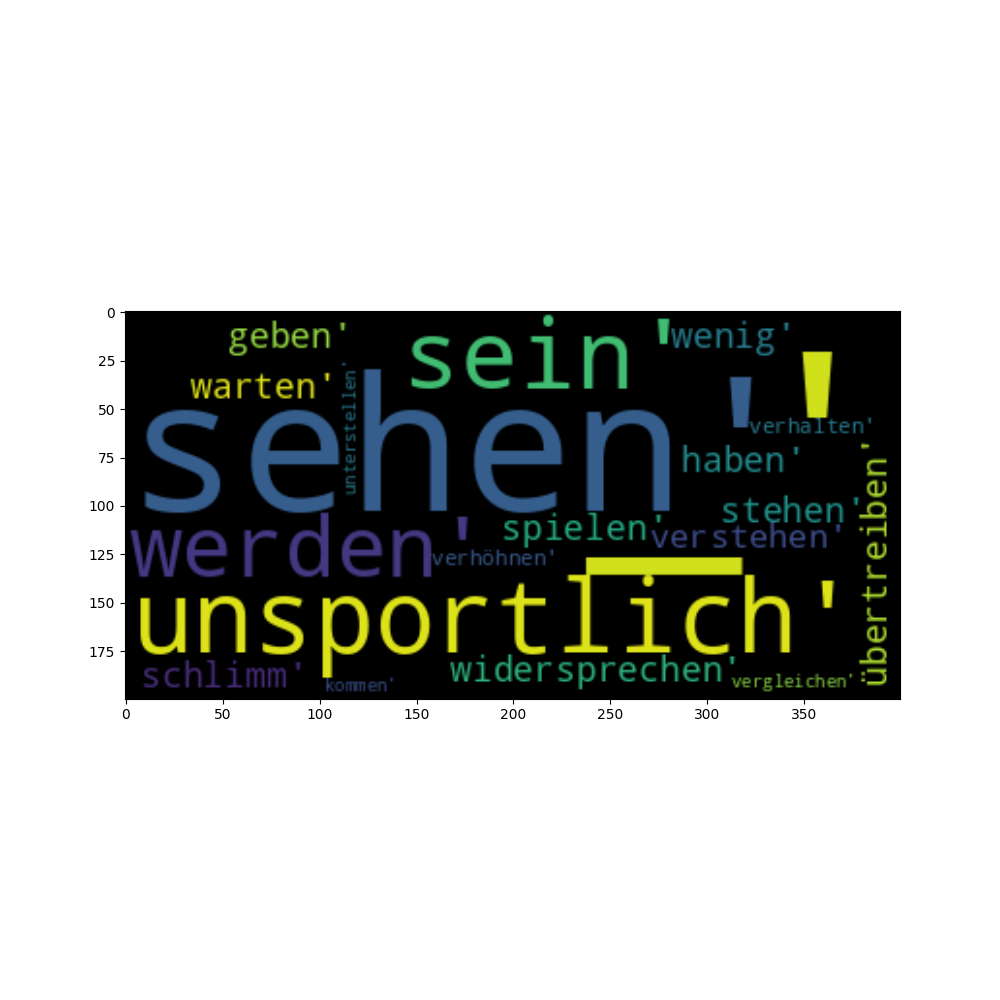 0
25
50
75
100
125
150
175
geben'
sein'
wenig'
warten'
unterstellen'
sehen'
_'
verhalten'
haben'
stehen'
werden'
spielen'
verstehen'
verhöhnen'
übertreiben'
unsportlich'
schlimm'
kommen'
widersprechen'
vergleichen'
0 50 100 150 200 250 300 350